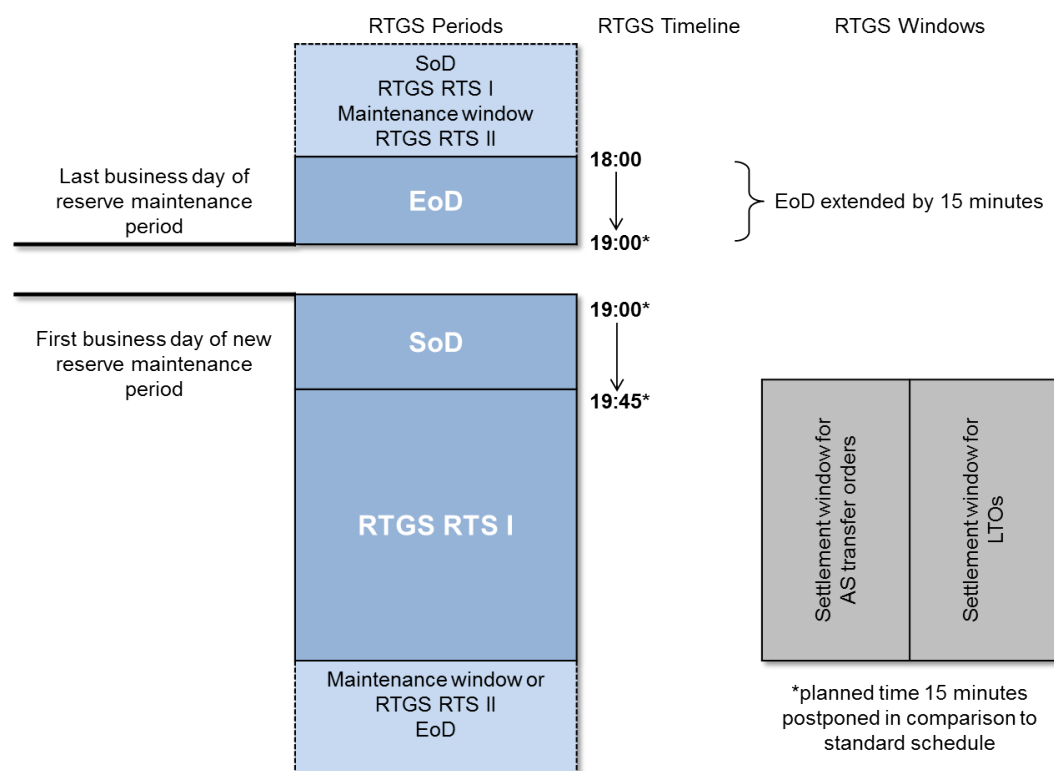 RTGS Periods
RTGS Timeline
RTGS Windows
SoD
RTGS RTS I
Maintenance window
RTGS RTS II
18:00
Last business day of
reserve maintenance
period
EoD
EoD extended by 15 minutes
19:00*
19:00*
First business day of new
reserve maintenance
period
SoD
19:45*
RTGS RTS I
Settlement window for
AS transfer orders
Settlement window for
LTOs
Maintenance window or
RTGS RTS II
EoD
*planned time 15 minutes
postponed in comparison to
standard schedule